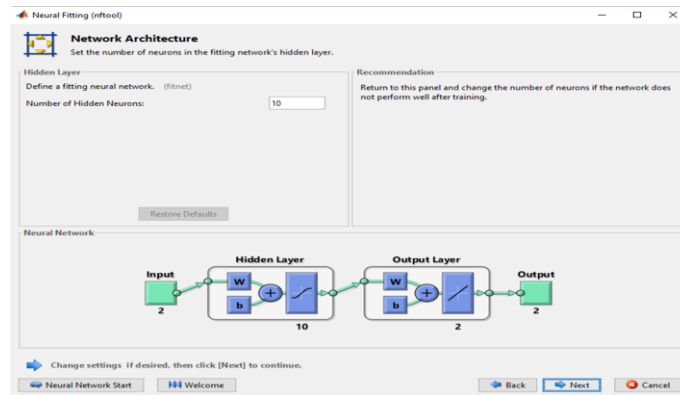 Neural Fitting (nftool)
Network Architecture
Set the number of neurons in the fitting network's hidden layer.
Hidden Layer
Define a fitting neural network. (fitnet)
Number of Hidden Neurons: 10
Restore Defaults
Recommendation
Return to this panel and change the number of neurons if the network does
not perform well after training.
Neural Network
Hidden Layer Output Layer
Input Output
W W
b b
2 2
10 2
Change settings if desired, then click [Next] to continue.
Neural Network Start Welcome Back Next Cancel